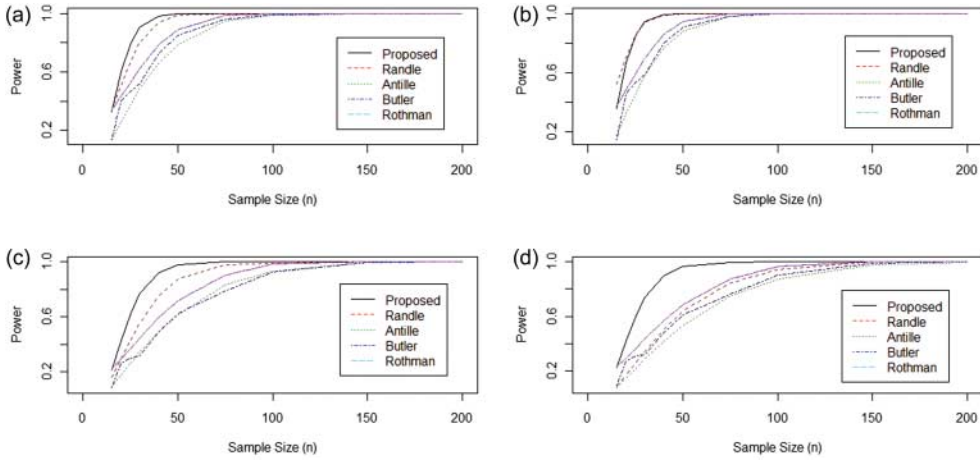 (a)
Power
1.0
0.6
0.2
Proposed
Randle
Antille
Butler
Rothman
0 50 100 150 200
Sample Size (n)
(b)
Power
1.0
0.6
0.2
Proposed
Randle
Antille
Butler
Rothman
0 50 100 150 200
Sample Size (n)
(c)
Power
1.0
0.6
0.2
Proposed
Randle
Antille
Butler
Rothman
0 50 100 150 200
Sample Size (n)
(d)
Power
1.0
0.6
0.2
Proposed
Randle
Antille
Butler
Rothman
0 50 100 150 200
Sample Size (n)